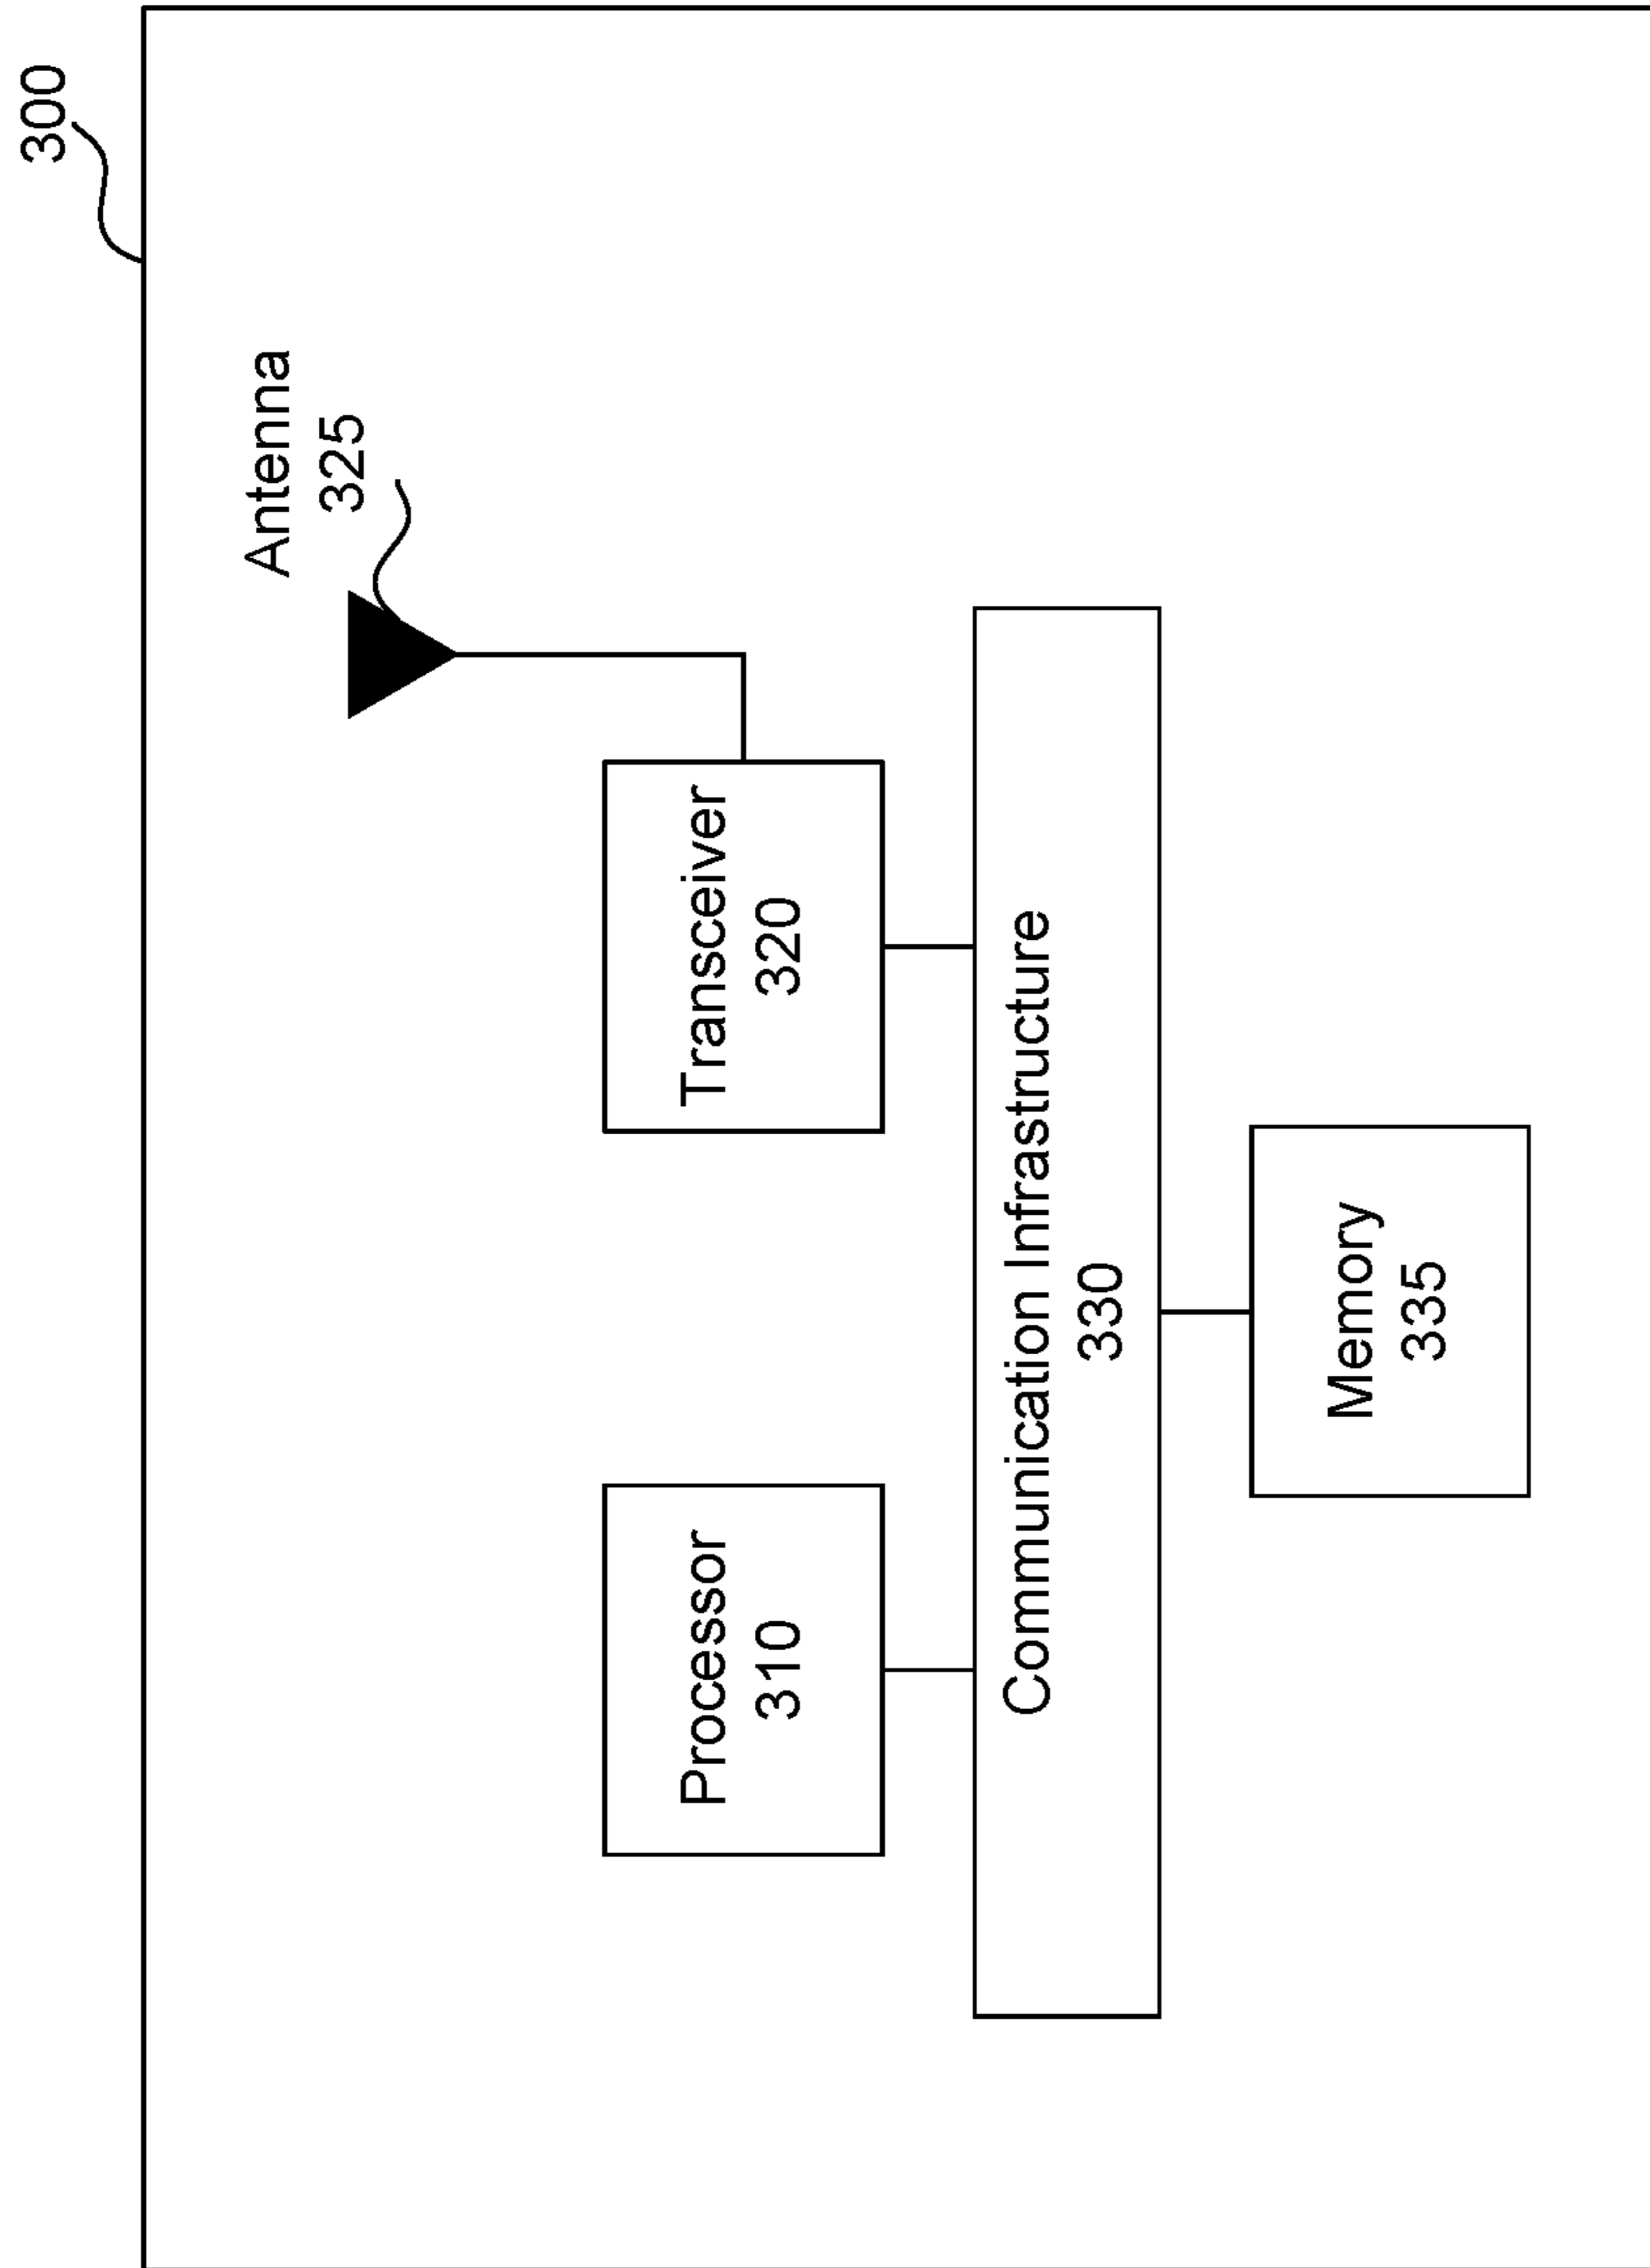 300
Antenna
325
Processor
310
Transceiver
320
Communication Infrastructure
330
Memory
335